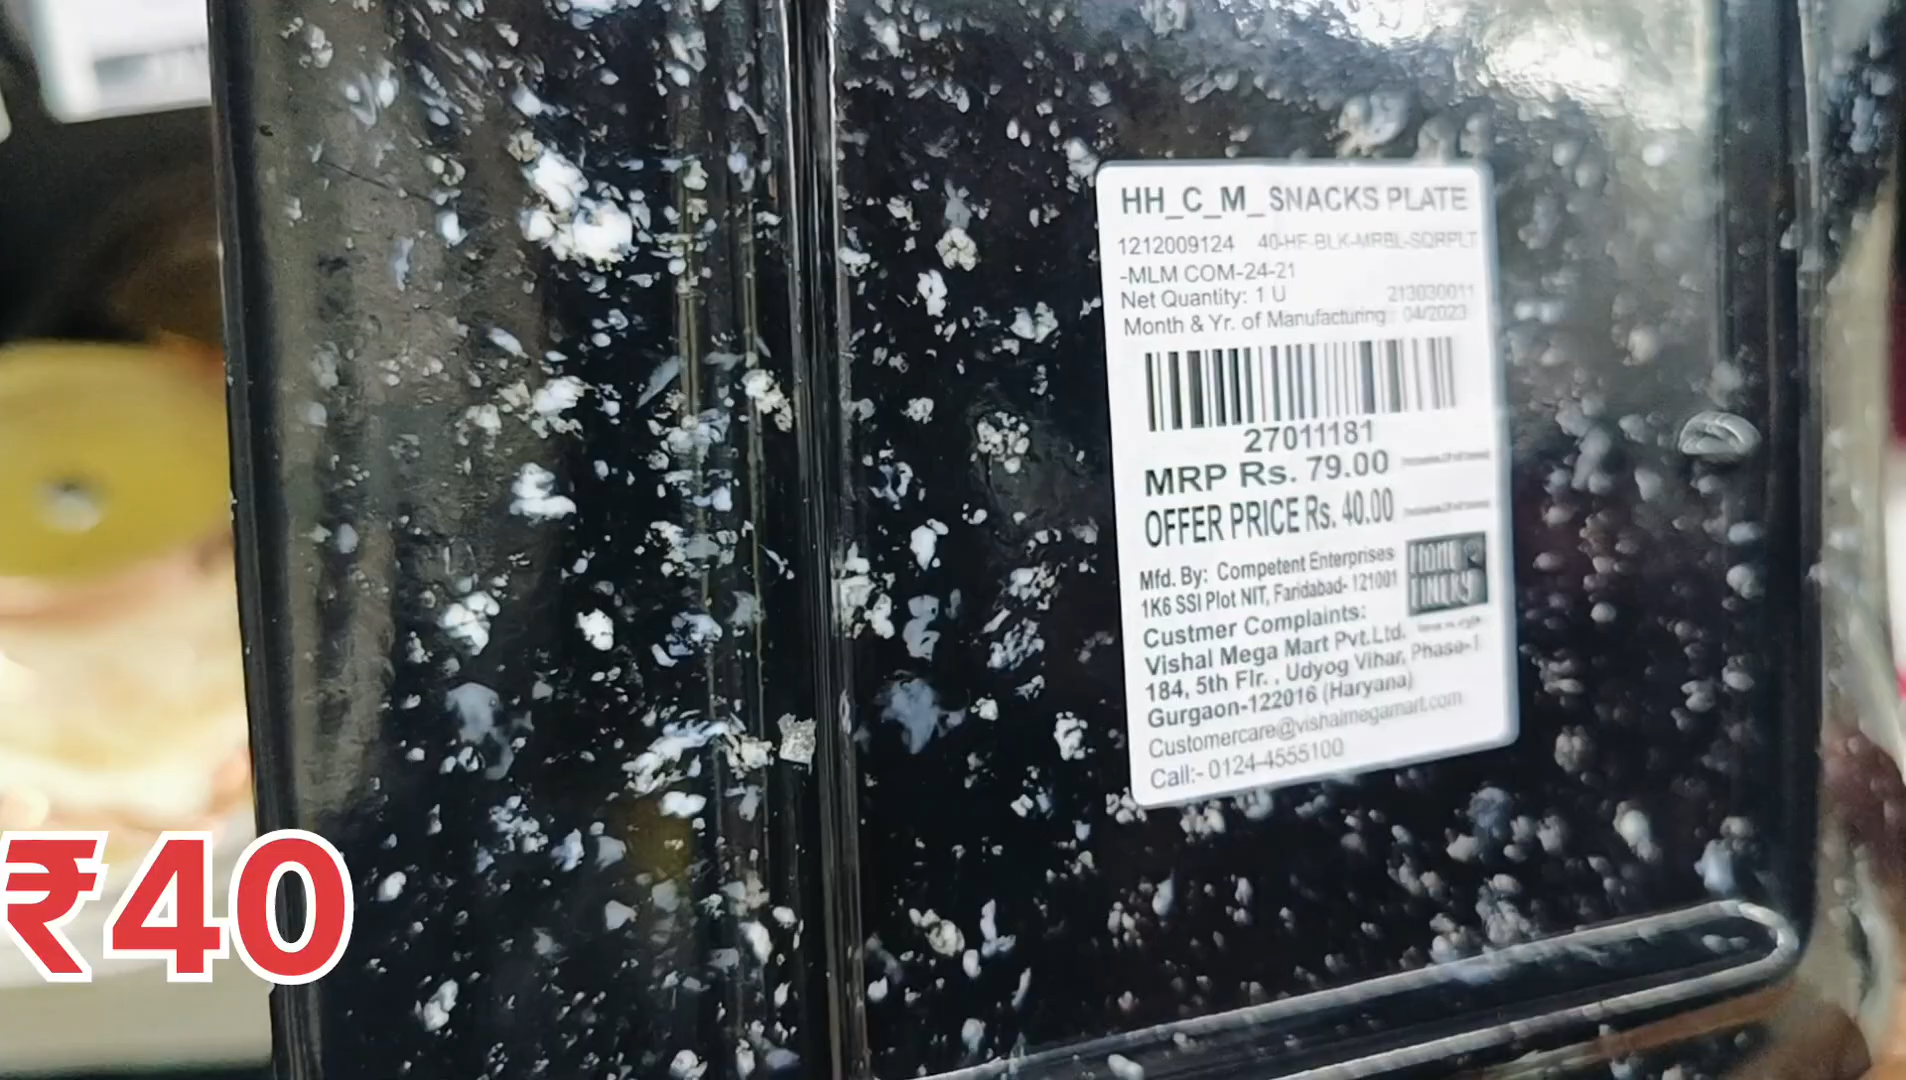 HH_C_M_SNACKS PLATE
1212009124 40-HF-BLK-MRBL-SQRPLT
-MLM COM-24-21
Net Quantity: 1 U 213030011
Month & Yr. of Manufacturing: 04/2023
27011181
MRP Rs. 79.00
OFFER PRICE Rs. 40.00
Mfd. By: Competent Enterprises
1K6 SSI Plot NIT, Faridabad- 121001
Custmer Complaints:
Vishal Mega Mart Pvt.Ltd.
184, 5th Flr. , Udyog Vihar, Phase-1
Gurgaon-122016 (Haryana)
Customercare@vishalmegamart.com
Call:- 0124-4555100
₹40